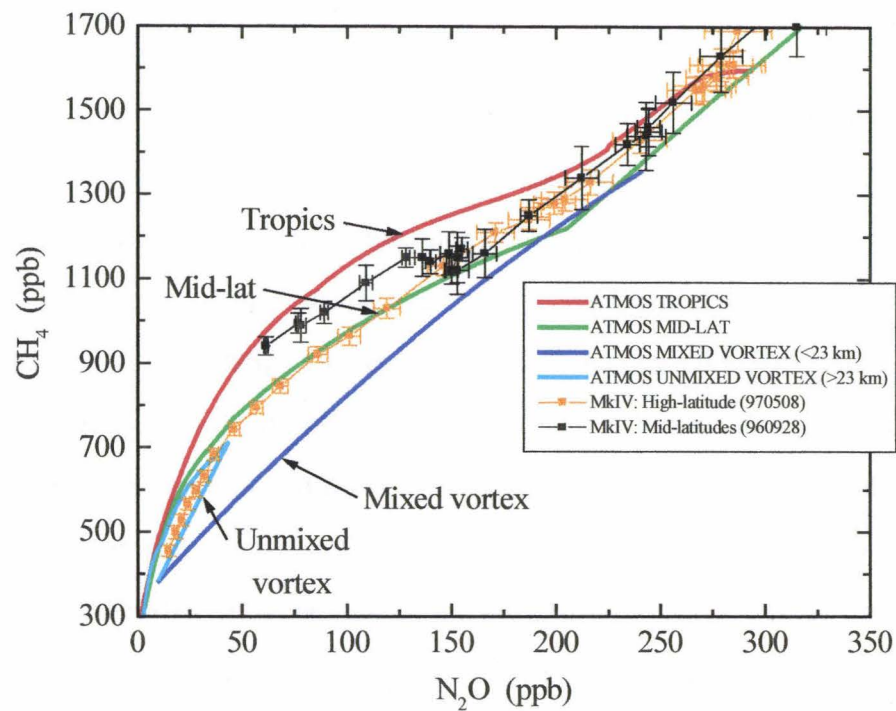 1700
1500
1300
1100
900
700
500
300
CH4 (ppb)
0
50
100
150
200
250
300
350
N2O (ppb)
Tropics
Mid-lat
Mixed vortex
Unmixed
vortex
ATMOS TROPICS
ATMOS MID-LAT
ATMOS MIXED VORTEX (<23 km)
ATMOS UNMIXED VORTEX (>23 km)
MkIV: High-latitude (970508)
MkIV: Mid-latitudes (960928)